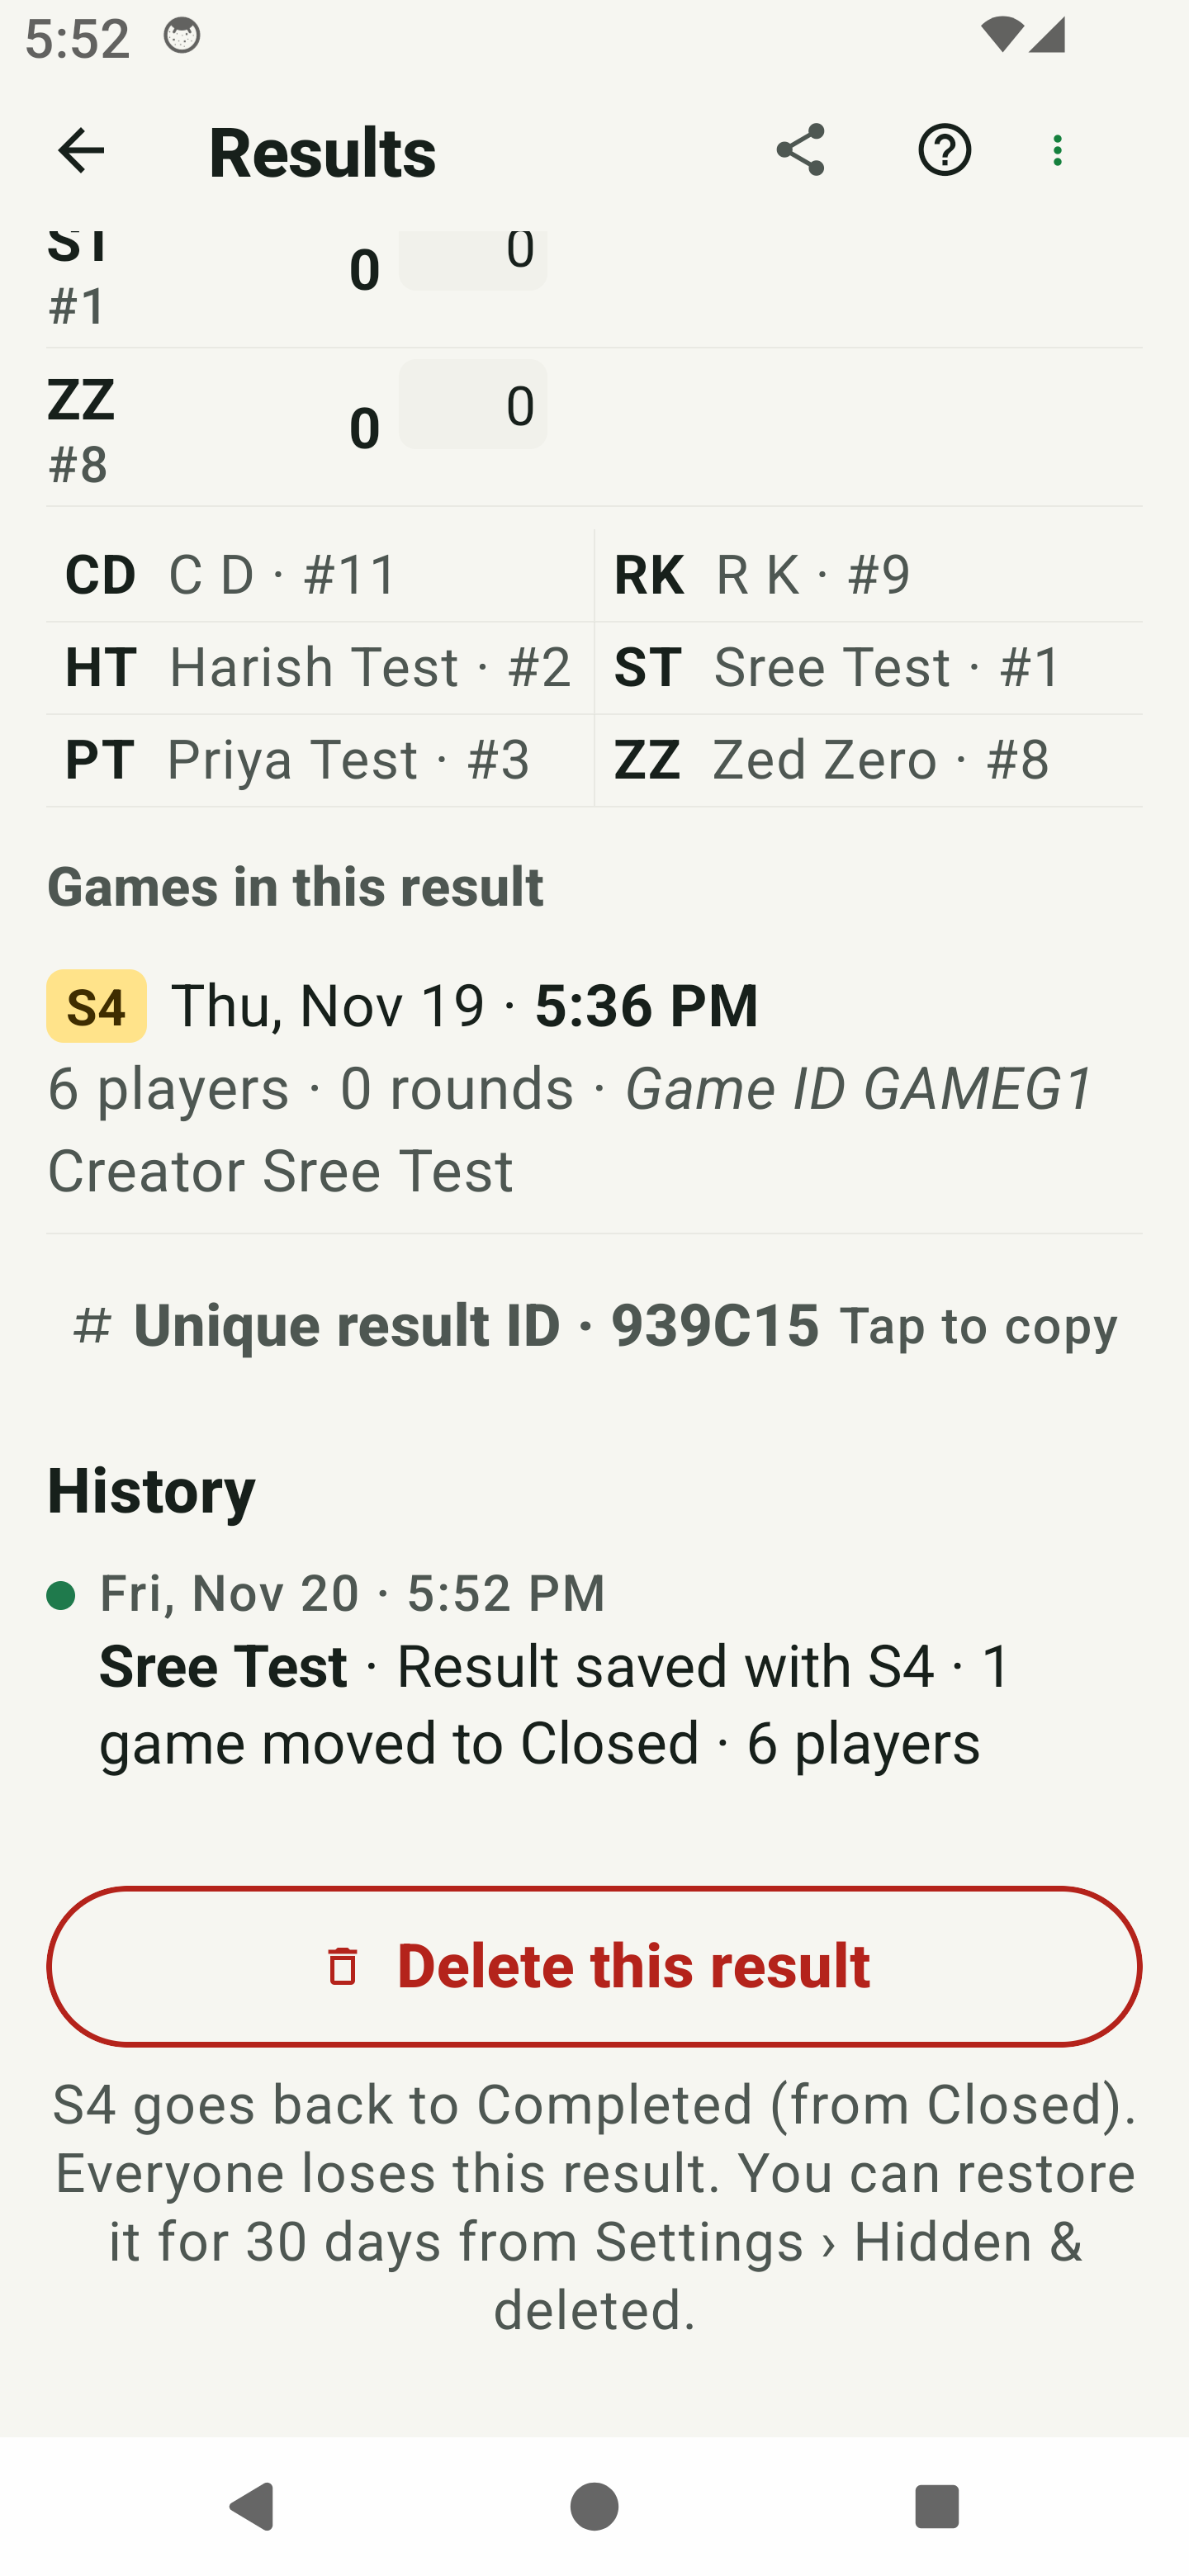 5:52
Results
ST 0 0
#1
ZZ 0 0
#8
CD C D · #11 RK R K · #9
HT Harish Test · #2 ST Sree Test · #1
PT Priya Test · #3 ZZ Zed Zero · #8
Games in this result
S4 Thu, Nov 19 · 5:36 PM
6 players · 0 rounds · Game ID GAMEG1
Creator Sree Test
# Unique result ID · 939C15 Tap to copy
History
Fri, Nov 20 · 5:52 PM
Sree Test · Result saved with S4 · 1
game moved to Closed · 6 players
Delete this result
S4 goes back to Completed (from Closed).
Everyone loses this result. You can restore
it for 30 days from Settings › Hidden &
deleted.